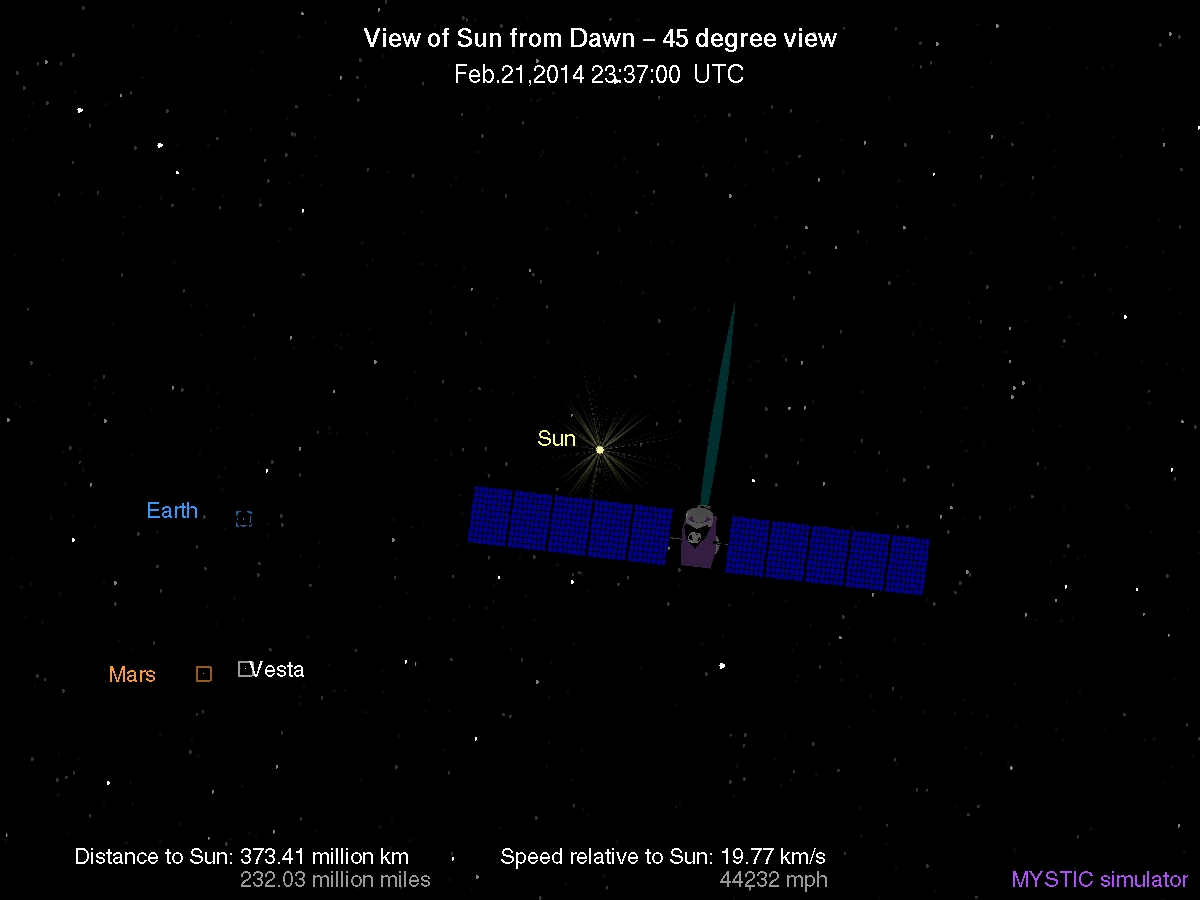 View of Sun from Dawn – 45 degree view
Feb.21,2014 23:37:00 UTC
Sun
Earth
Mars
Vesta
Distance to Sun: 373.41 million km
232.03 million miles
Speed relative to Sun: 19.77 km/s
44232 mph
MYSTIC simulator